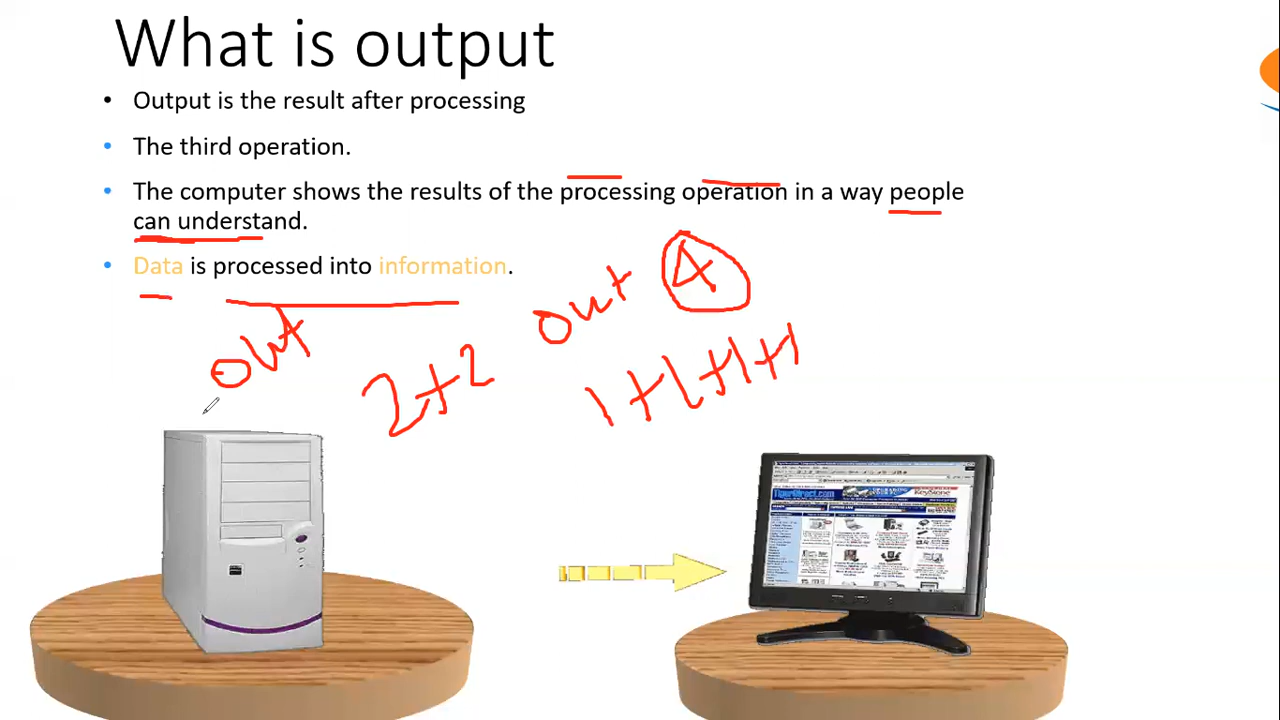 What is output
• Output is the result after processing
• The third operation.
• The computer shows the results of the processing operation in a way people
can understand.
• Data is processed into information.
out 4
out
2+2
1+1+1+1
TigerDirect.com